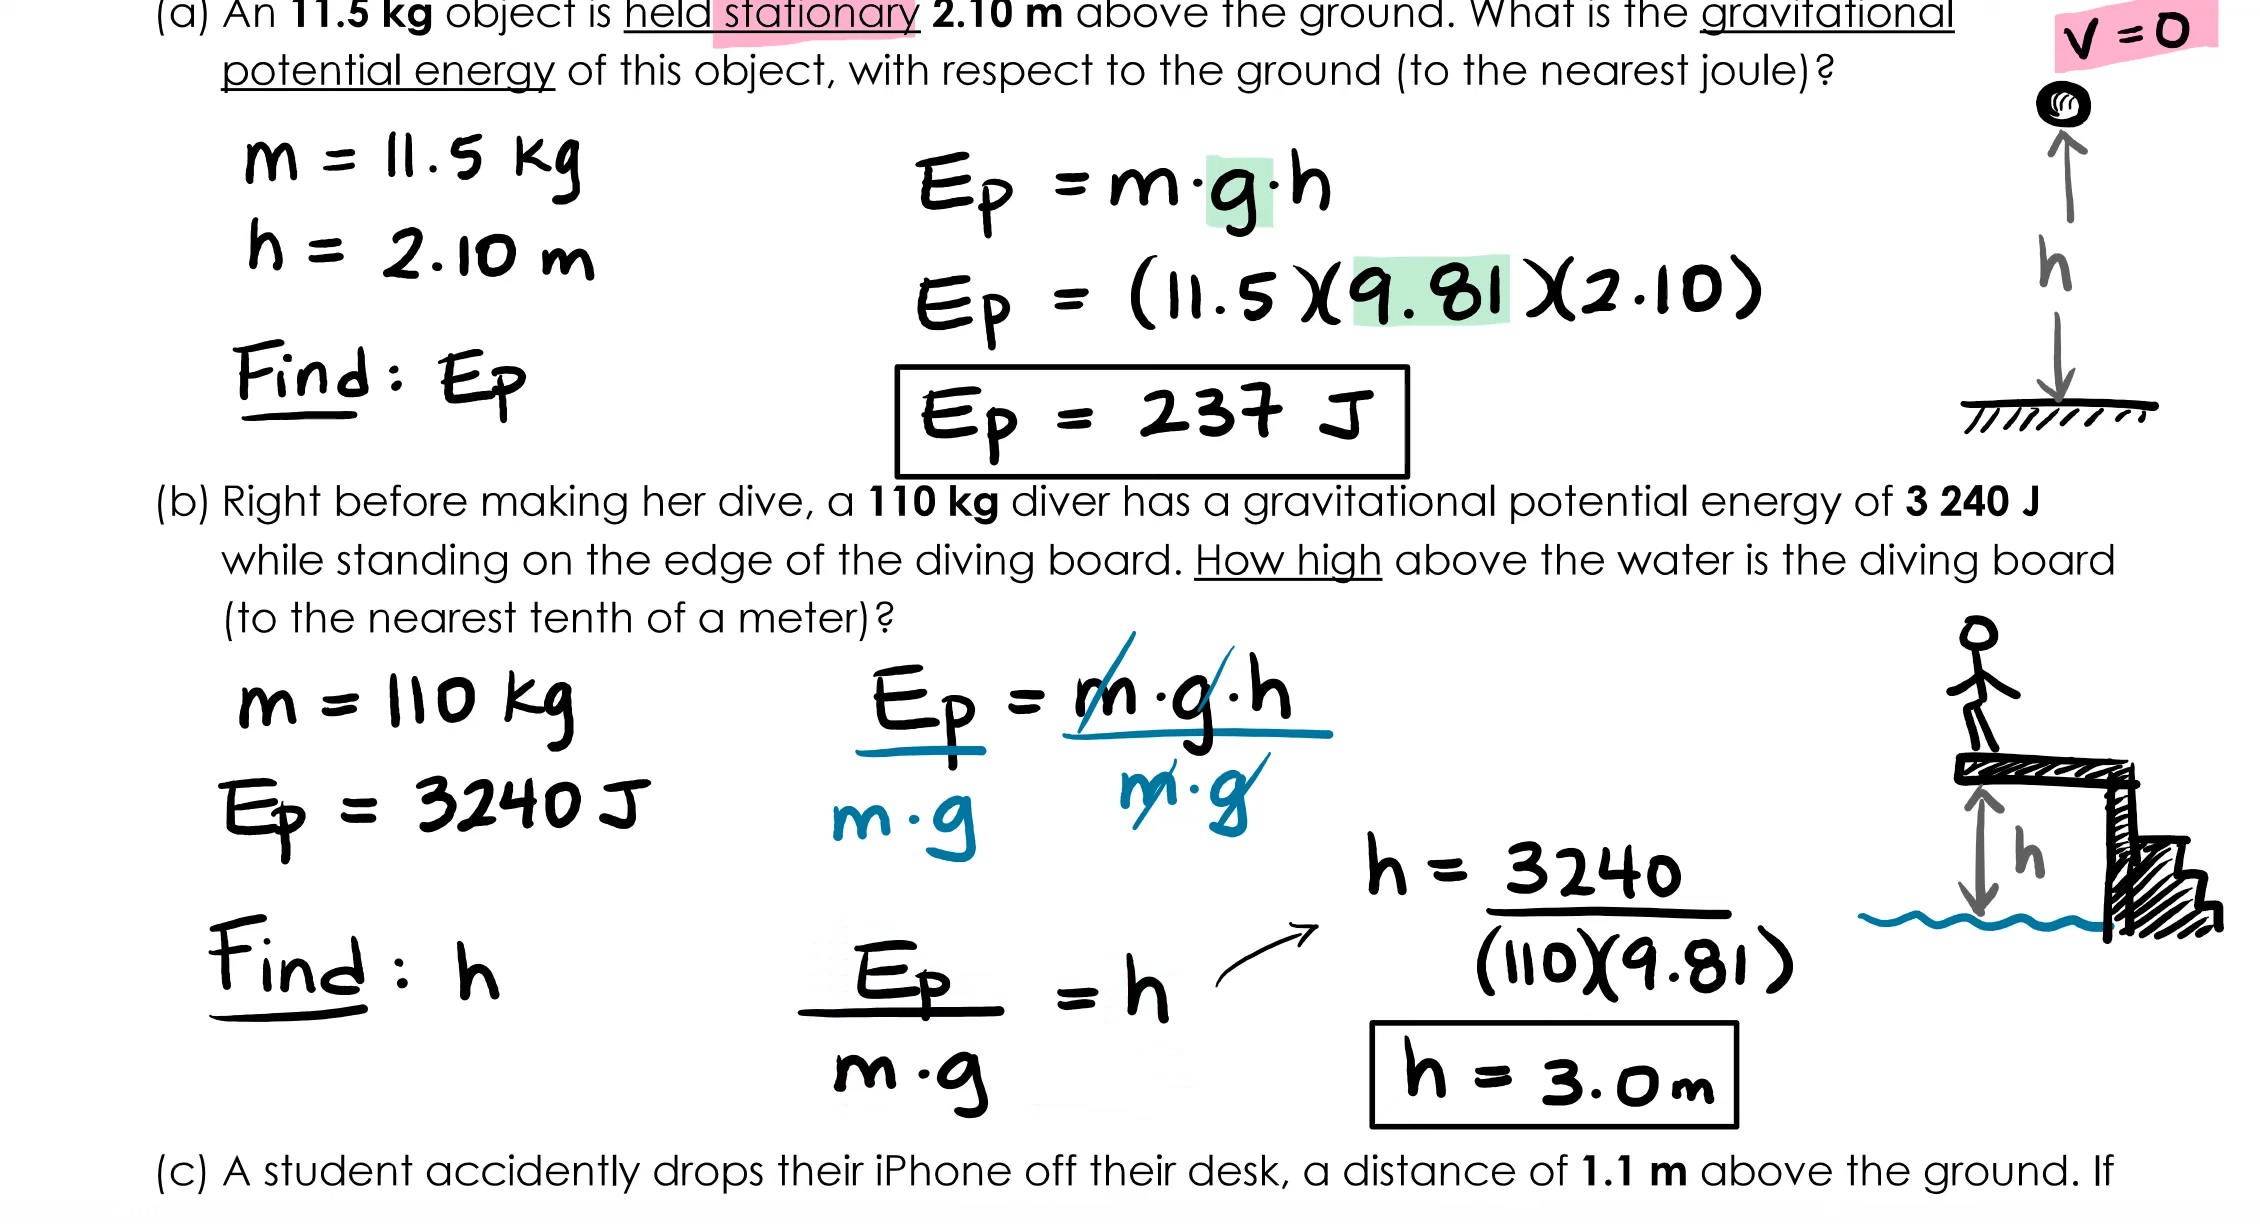 (a) An 11.5 kg object is held stationary 2.10 m above the ground. What is the gravitational
potential energy of this object, with respect to the ground (to the nearest joule)?
v = 0
m = 11.5 kg
h = 2.10 m
Find: Ep
Ep = m·g·h
Ep = (11.5)(9.81)(2.10)
Ep = 237 J
h
(b) Right before making her dive, a 110 kg diver has a gravitational potential energy of 3 240 J
while standing on the edge of the diving board. How high above the water is the diving board
(to the nearest tenth of a meter)?
m = 110 kg
Ep = 3240 J
Find: h
Ep = m·g·h
m·g m·g
Ep = h
m·g
h = 3240
(110)(9.81)
h = 3.0 m
h
(c) A student accidently drops their iPhone off their desk, a distance of 1.1 m above the ground. If